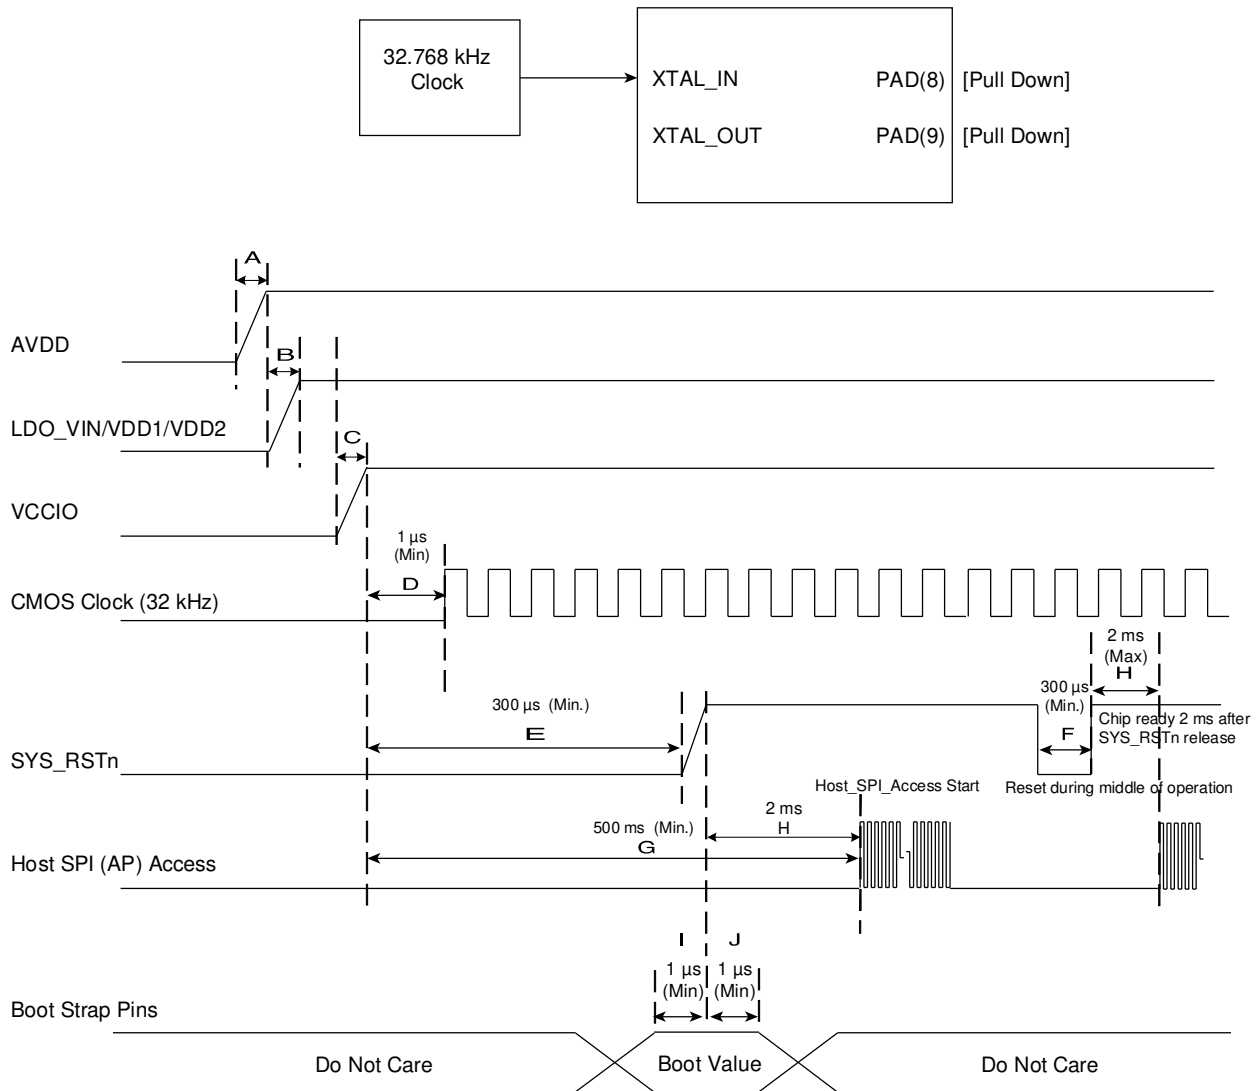 32.768 kHz
Clock
XTAL_IN
PAD(8)
[Pull Down]
XTAL_OUT
PAD(9)
[Pull Down]
A
AVDD
B
LDO_VIN/VDD1/VDD2
C
VCCIO
1 µs
(Min)
D
CMOS Clock (32 kHz)
2 ms
(Max)
H
300 µs (Min.)
E
300 µs
(Min.)
F
Chip ready 2 ms after
SYS_RSTn release
SYS_RSTn
Host_SPI_Access Start
Reset during middle of operation
2 ms
H
500 ms (Min.)
G
Host SPI (AP) Access
I
J
1 µs
(Min)
1 µs
(Min)
Boot Strap Pins
Do Not Care
Boot Value
Do Not Care